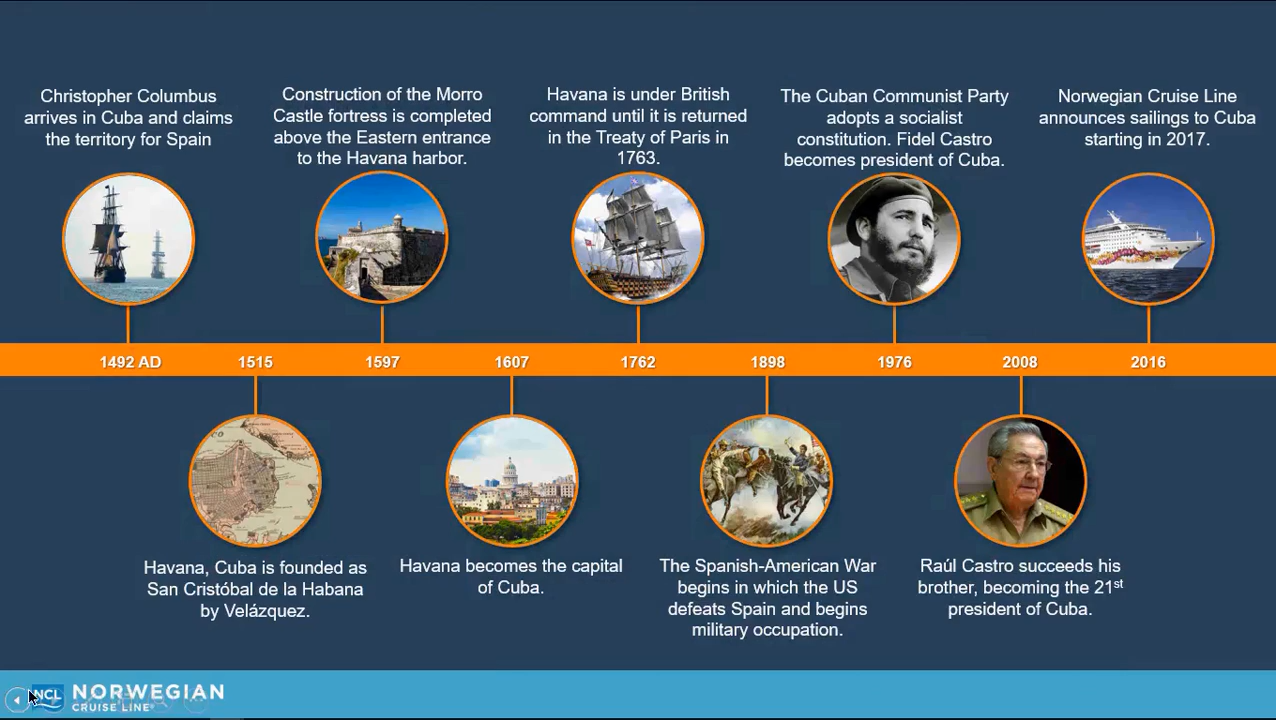 Christopher Columbus
arrives in Cuba and claims
the territory for Spain
Construction of the Morro
Castle fortress is completed
above the Eastern entrance
to the Havana harbor.
Havana is under British
command until it is returned
in the Treaty of Paris in
1763.
The Cuban Communist Party
adopts a socialist
constitution. Fidel Castro
becomes president of Cuba.
Norwegian Cruise Line
announces sailings to Cuba
starting in 2017.
1492 AD 1515 1597 1607 1762 1898 1976 2008 2016
Havana, Cuba is founded as
San Cristóbal de la Habana
by Velázquez.
Havana becomes the capital
of Cuba.
The Spanish-American War
begins in which the US
defeats Spain and begins
military occupation.
Raúl Castro succeeds his
brother, becoming the 21st
president of Cuba.
NCL NORWEGIAN
CRUISE LINE